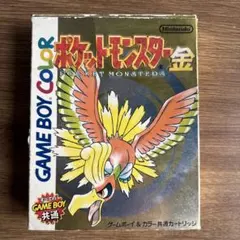 GAME BOY COLOR
Nintendo
ポケットモンスター金
POCKET MONSTERS
GAME BOY
共通
ゲームボーイ&カラー共通カートリッジ